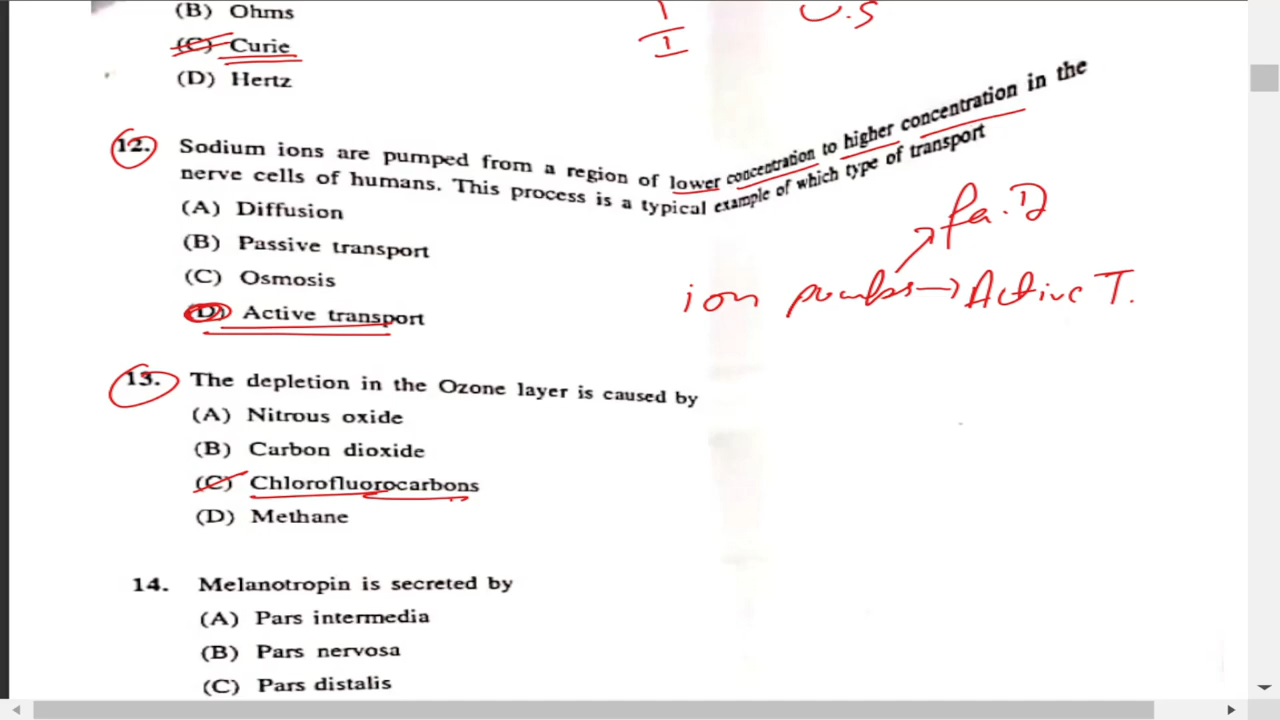 (B) Ohms
(C) Curie
(D) Hertz
U.S
12. Sodium ions are pumped from a region of lower concentration to higher concentration in the
nerve cells of humans. This process is a typical example of which type of transport
(A) Diffusion
(B) Passive transport
(C) Osmosis
(D) Active transport
fa.D
ion pumps → Active T.
13. The depletion in the Ozone layer is caused by
(A) Nitrous oxide
(B) Carbon dioxide
(C) Chlorofluorocarbons
(D) Methane
14. Melanotropin is secreted by
(A) Pars intermedia
(B) Pars nervosa
(C) Pars distalis